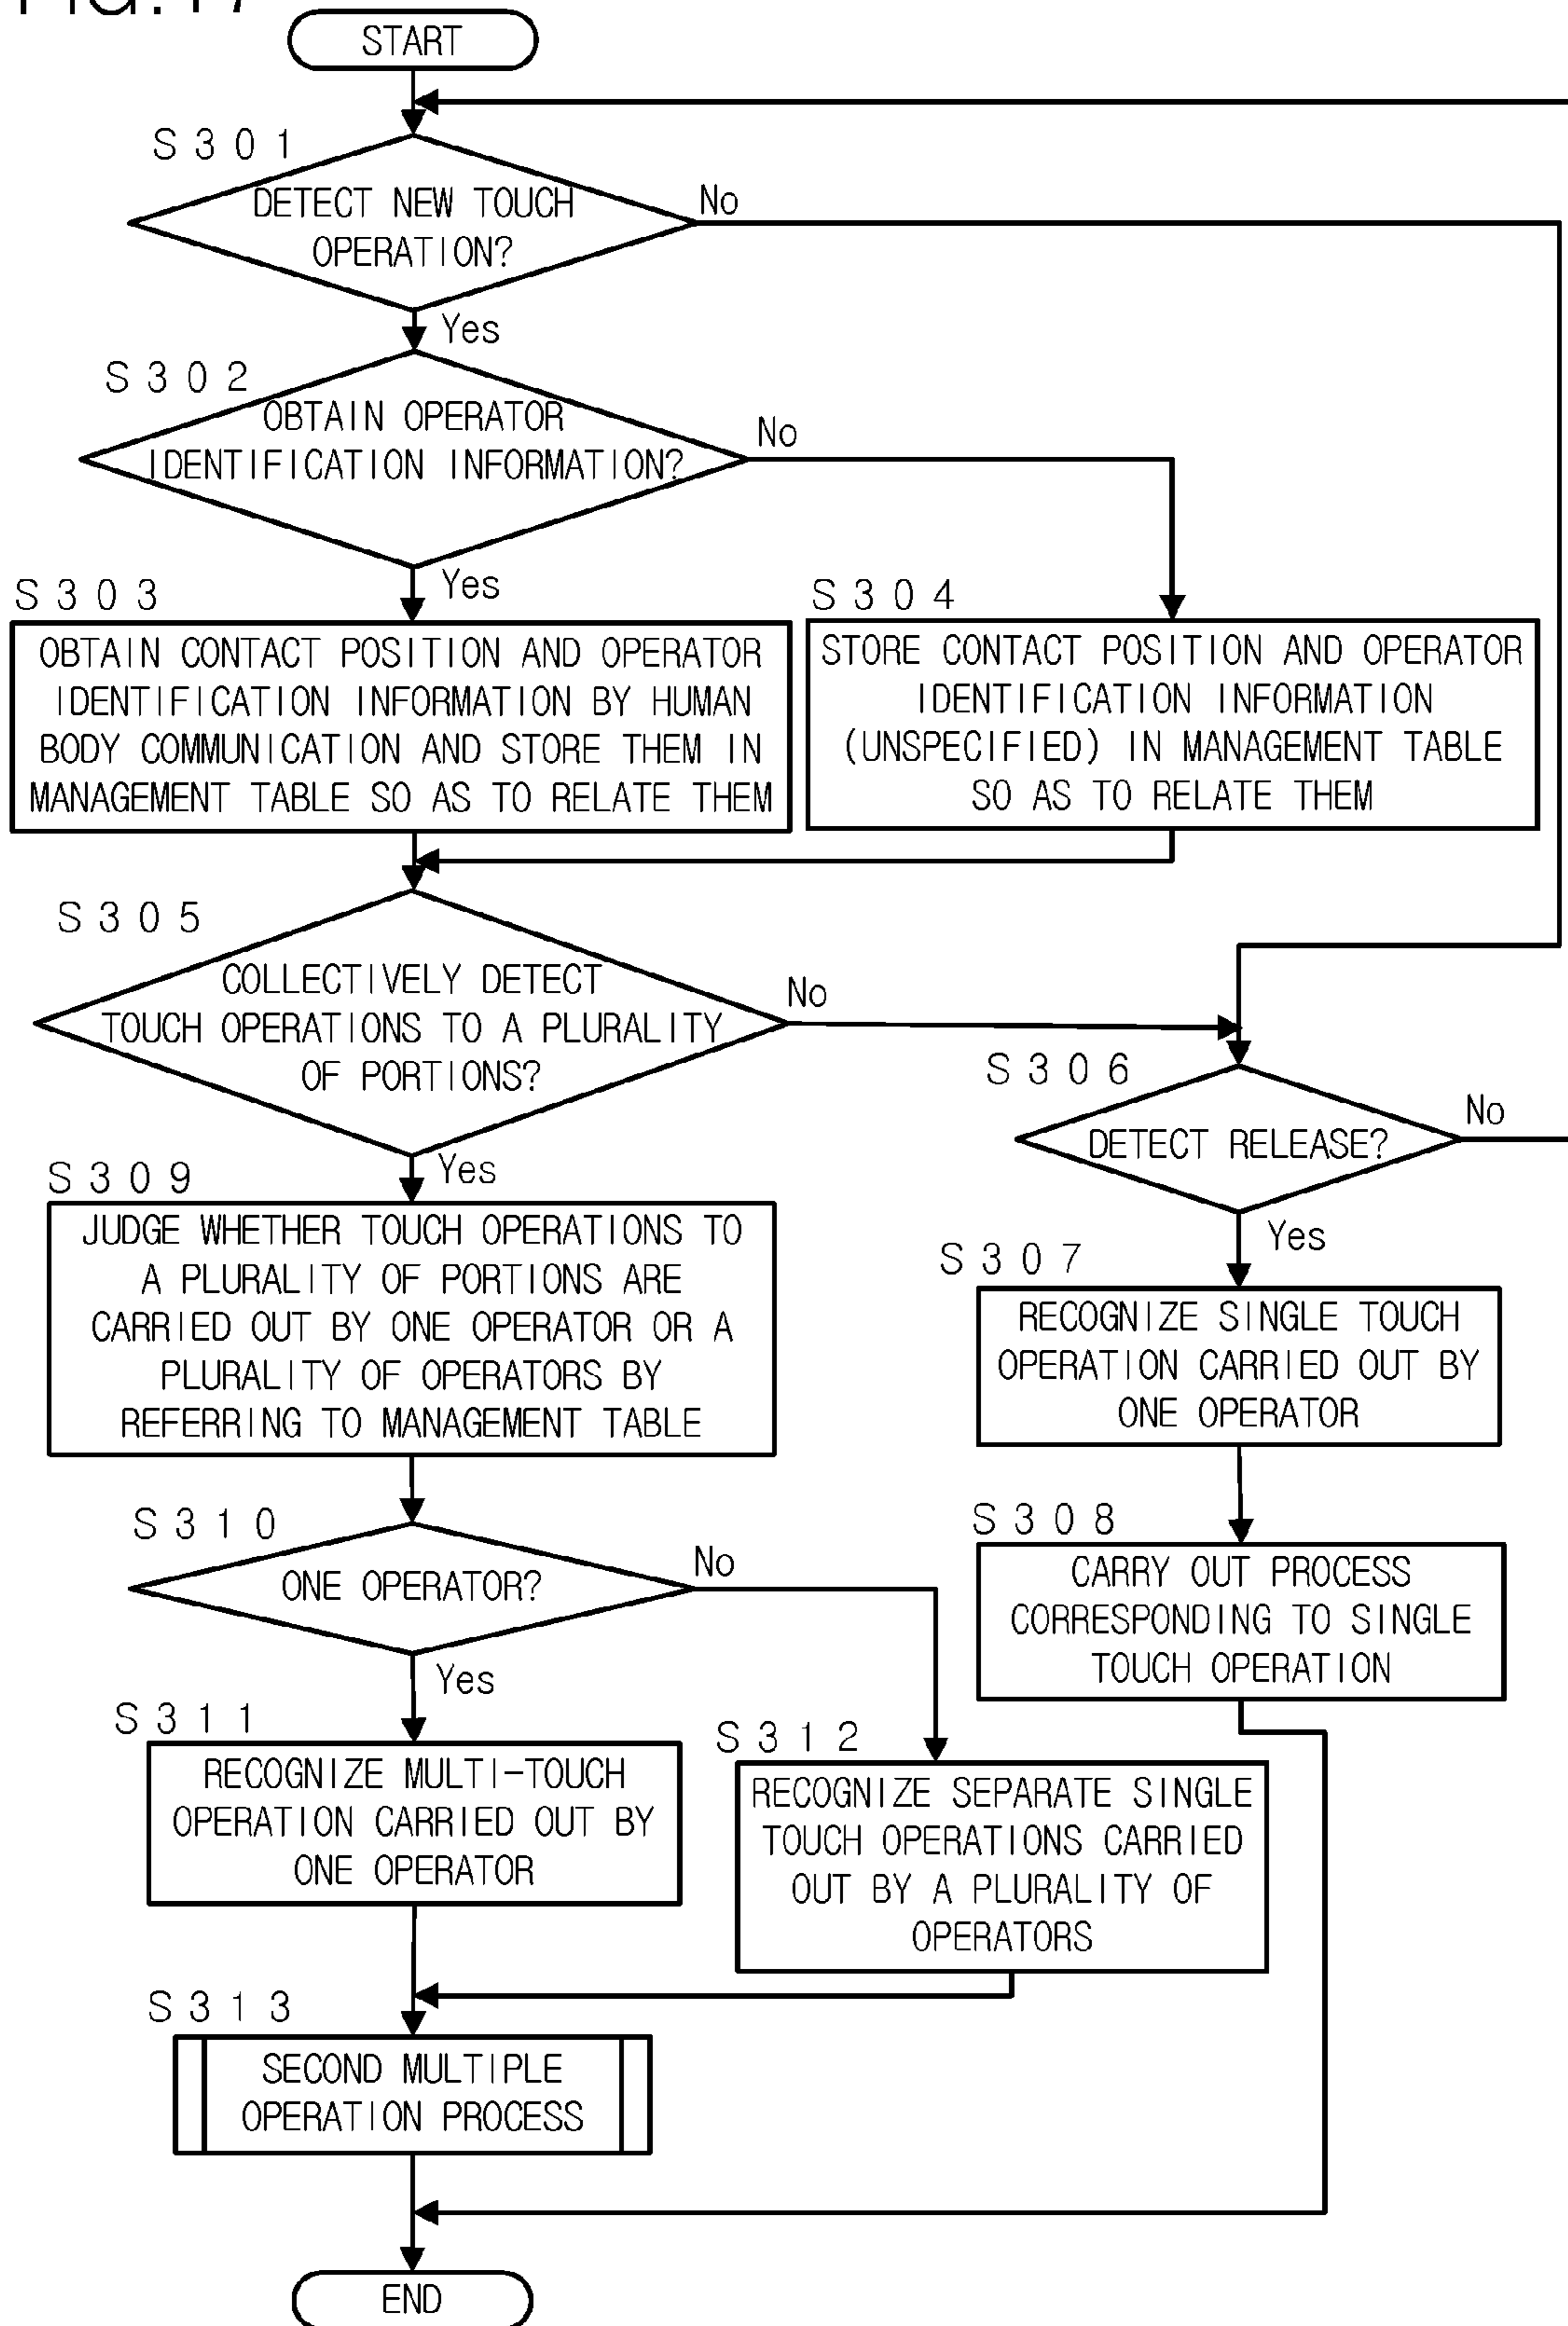 START
S301
DETECT NEW TOUCH
OPERATION?
No
Yes
S302
OBTAIN OPERATOR
IDENTIFICATION INFORMATION?
No
Yes
S303
OBTAIN CONTACT POSITION AND OPERATOR
IDENTIFICATION INFORMATION BY HUMAN
BODY COMMUNICATION AND STORE THEM IN
MANAGEMENT TABLE SO AS TO RELATE THEM
S304
STORE CONTACT POSITION AND OPERATOR
IDENTIFICATION INFORMATION
(UNSPECIFIED) IN MANAGEMENT TABLE
SO AS TO RELATE THEM
S305
COLLECTIVELY DETECT
TOUCH OPERATIONS TO A PLURALITY
OF PORTIONS?
No
Yes
S306
DETECT RELEASE?
No
Yes
S307
RECOGNIZE SINGLE TOUCH
OPERATION CARRIED OUT BY
ONE OPERATOR
S308
CARRY OUT PROCESS
CORRESPONDING TO SINGLE
TOUCH OPERATION
S309
JUDGE WHETHER TOUCH OPERATIONS TO
A PLURALITY OF PORTIONS ARE
CARRIED OUT BY ONE OPERATOR OR A
PLURALITY OF OPERATORS BY
REFERRING TO MANAGEMENT TABLE
S310
ONE OPERATOR?
No
Yes
S311
RECOGNIZE MULTI-TOUCH
OPERATION CARRIED OUT BY
ONE OPERATOR
S312
RECOGNIZE SEPARATE SINGLE
TOUCH OPERATIONS CARRIED
OUT BY A PLURALITY OF
OPERATORS
S313
SECOND MULTIPLE
OPERATION PROCESS
END